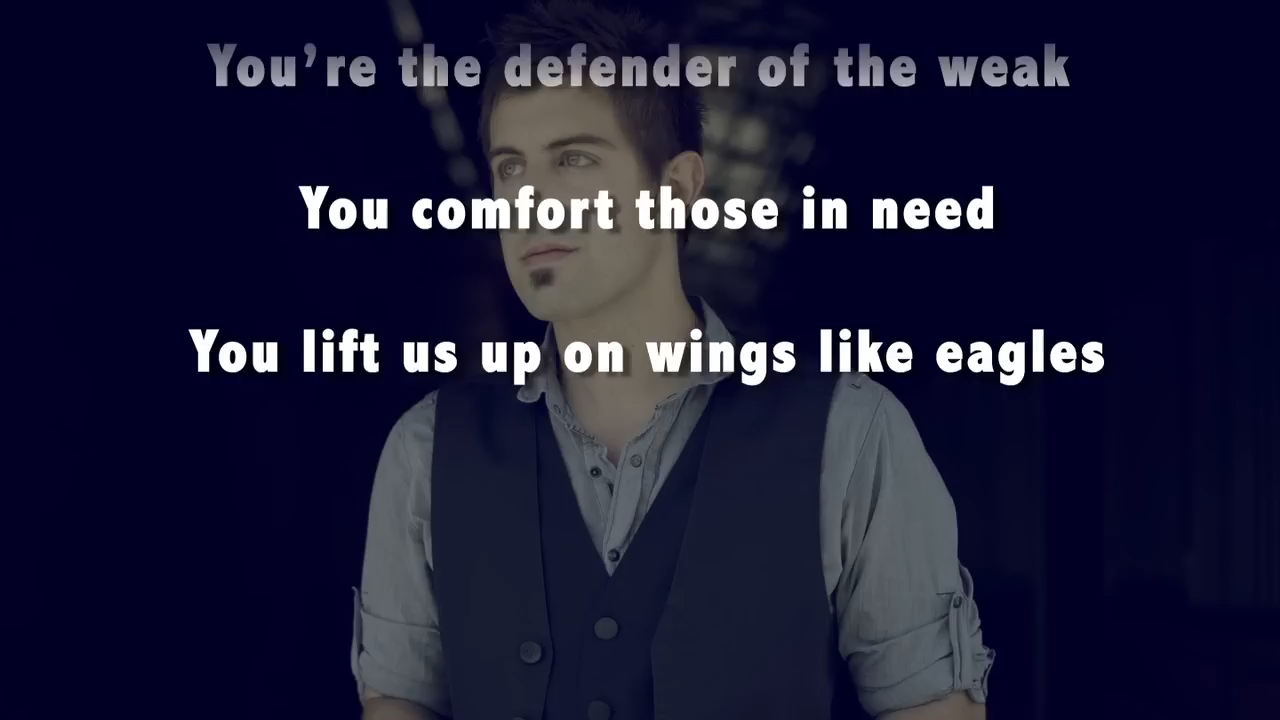 You’re the defender of the weak
You comfort those in need
You lift us up on wings like eagles